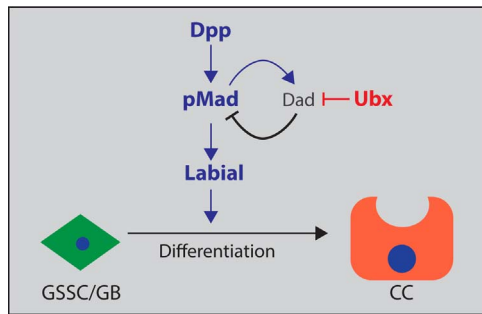 Dpp
pMad
Dad
Ubx
Labial
Differentiation
GSSC/GB
CC